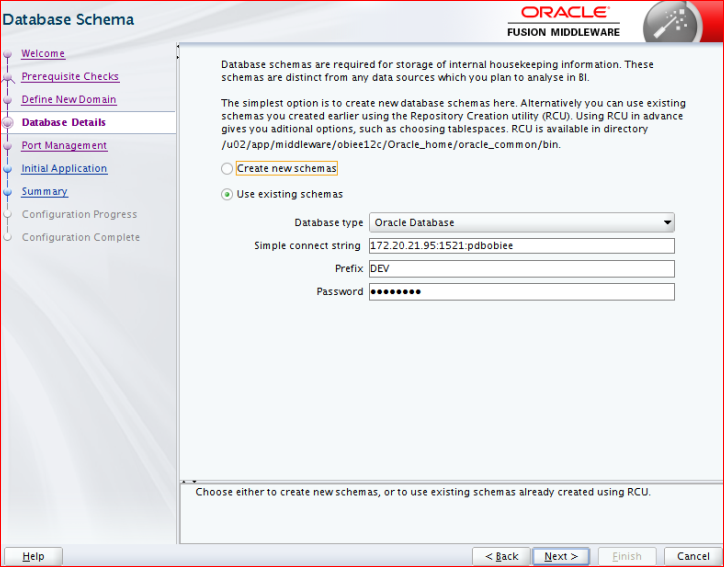 Database Schema
ORACLE
FUSION MIDDLEWARE
Welcome
Prerequisite Checks
Define New Domain
Database Details
Port Management
Initial Application
Summary
Configuration Progress
Configuration Complete
Database schemas are required for storage of internal housekeeping information. These
schemas are distinct from any data sources which you plan to analyse in BI.
The simplest option is to create new database schemas here. Alternatively you can use existing
schemas you created earlier using the Repository Creation utility (RCU). Using RCU in advance
gives you aditional options, such as choosing tablespaces. RCU is available in directory
/u02/app/middleware/obiee12c/Oracle_home/oracle_common/bin.
Create new schemas
Use existing schemas
Database type Oracle Database
Simple connect string 172.20.21.95:1521:pdbobiee
Prefix DEV
Password ••••••••
Choose either to create new schemas, or to use existing schemas already created using RCU.
Help < Back Next > Finish Cancel